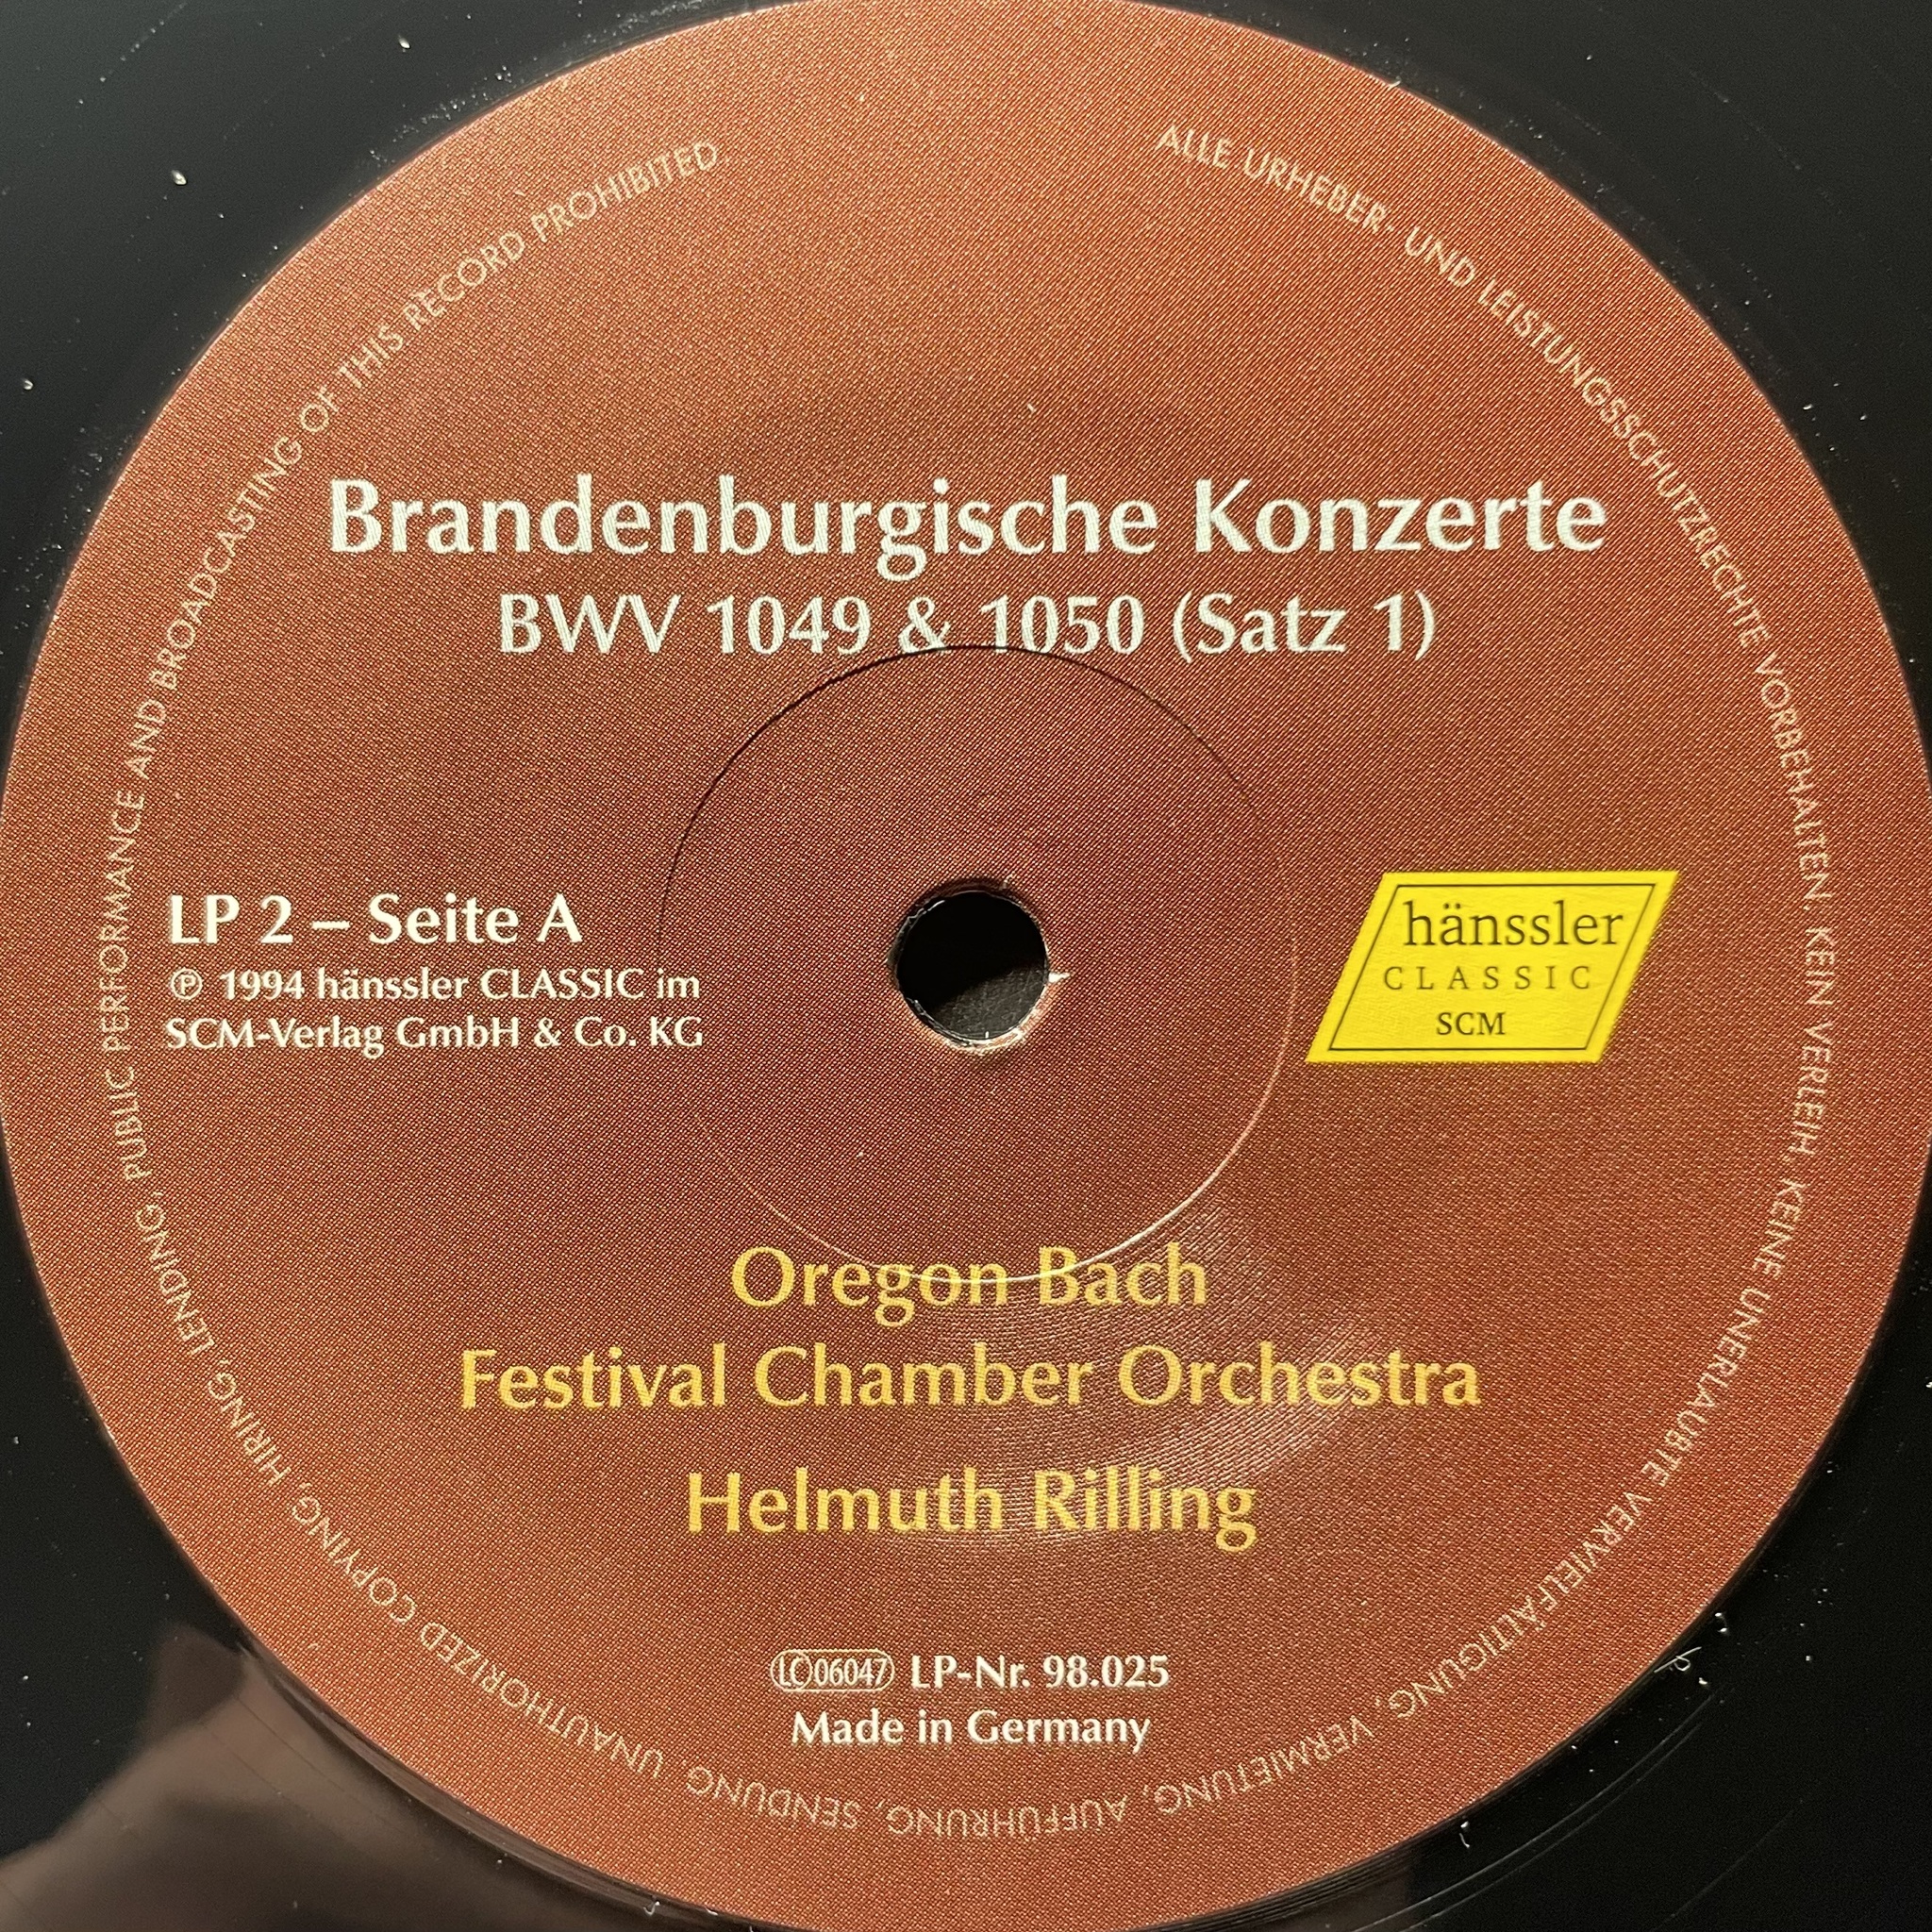 Brandenburgische Konzerte
BWV 1049 & 1050 (Satz 1)
LP 2 – Seite A
℗ 1994 hänssler CLASSIC im
SCM-Verlag GmbH & Co. KG
hänssler
CLASSIC
SCM
Oregon Bach
Festival Chamber Orchestra
Helmuth Rilling
LC 06047 LP-Nr. 98.025
Made in Germany
ALLE URHEBER- UND LEISTUNGSSCHUTZRECHTE VORBEHALTEN, KEIN VERLEIH, KEINE UNERLAUBTE VERVIELFÄLTIGUNG, VERMIETUNG, AUFFÜHRUNG, SENDUNG. UNAUTHORIZED COPYING, HIRING, LENDING, PUBLIC PERFORMANCE AND BROADCASTING OF THIS RECORD PROHIBITED